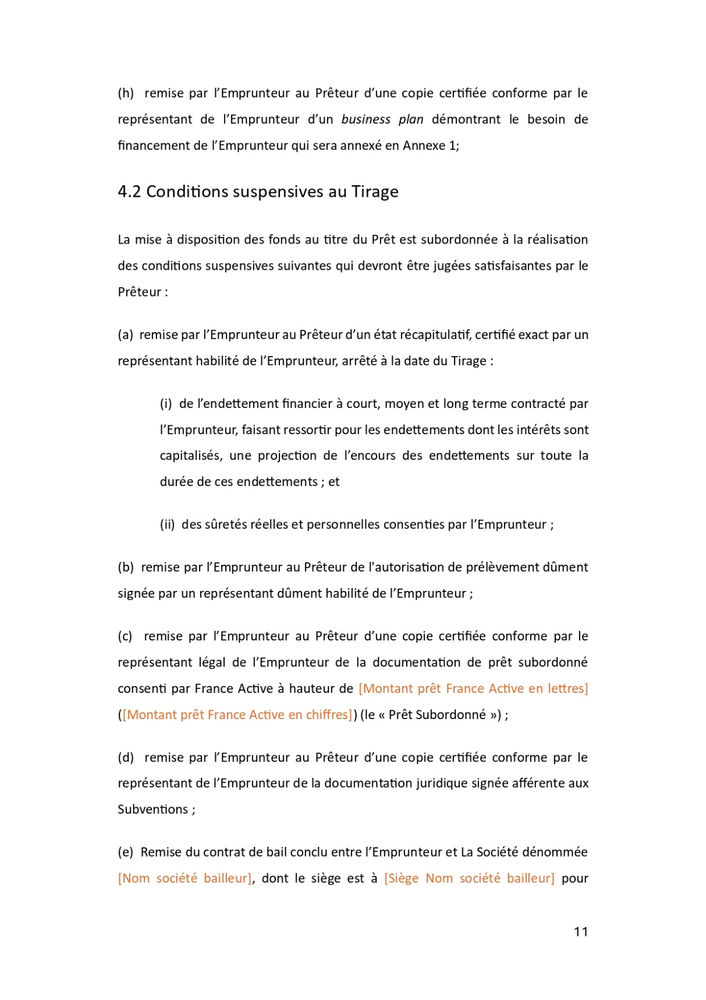 (h) remise par l’Emprunteur au Prêteur d’une copie certifiée conforme par le
représentant de l’Emprunteur d’un business plan démontrant le besoin de
financement de l’Emprunteur qui sera annexé en Annexe 1;
4.2 Conditions suspensives au Tirage
La mise à disposition des fonds au titre du Prêt est subordonnée à la réalisation
des conditions suspensives suivantes qui devront être jugées satisfaisantes par le
Prêteur :
(a) remise par l’Emprunteur au Prêteur d’un état récapitulatif, certifié exact par un
représentant habilité de l’Emprunteur, arrêté à la date du Tirage :
(i) de l’endettement financier à court, moyen et long terme contracté par
l’Emprunteur, faisant ressortir pour les endettements dont les intérêts sont
capitalisés, une projection de l’encours des endettements sur toute la
durée de ces endettements ; et
(ii) des sûretés réelles et personnelles consenties par l’Emprunteur ;
(b) remise par l’Emprunteur au Prêteur de l'autorisation de prélèvement dûment
signée par un représentant dûment habilité de l’Emprunteur ;
(c) remise par l’Emprunteur au Prêteur d’une copie certifiée conforme par le
représentant légal de l’Emprunteur de la documentation de prêt subordonné
consenti par France Active à hauteur de [Montant prêt France Active en lettres]
([Montant prêt France Active en chiffres]) (le « Prêt Subordonné ») ;
(d) remise par l’Emprunteur au Prêteur d’une copie certifiée conforme par le
représentant de l’Emprunteur de la documentation juridique signée afférente aux
Subventions ;
(e) Remise du contrat de bail conclu entre l’Emprunteur et La Société dénommée
[Nom société bailleur], dont le siège est à [Siège Nom société bailleur] pour
11